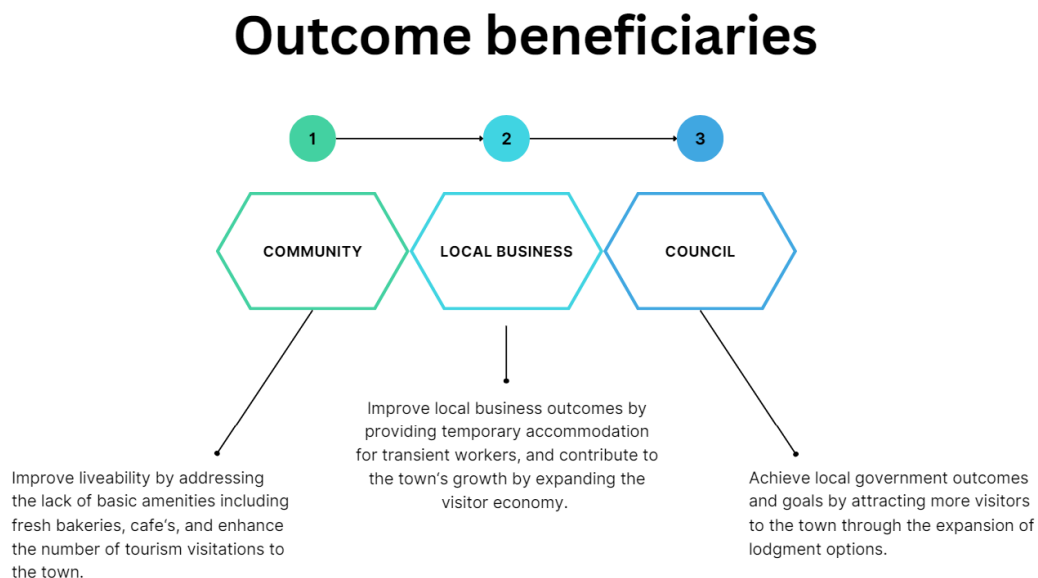 Outcome beneficiaries
1
2
3
COMMUNITY
LOCAL BUSINESS
COUNCIL
Improve liveability by addressing
the lack of basic amenities including
fresh bakeries, cafe's, and enhance
the number of tourism visitations to
the town.
Improve local business outcomes by
providing temporary accommodation
for transient workers, and contribute to
the town's growth by expanding the
visitor economy.
Achieve local government outcomes
and goals by attracting more visitors
to the town through the expansion of
lodgment options.